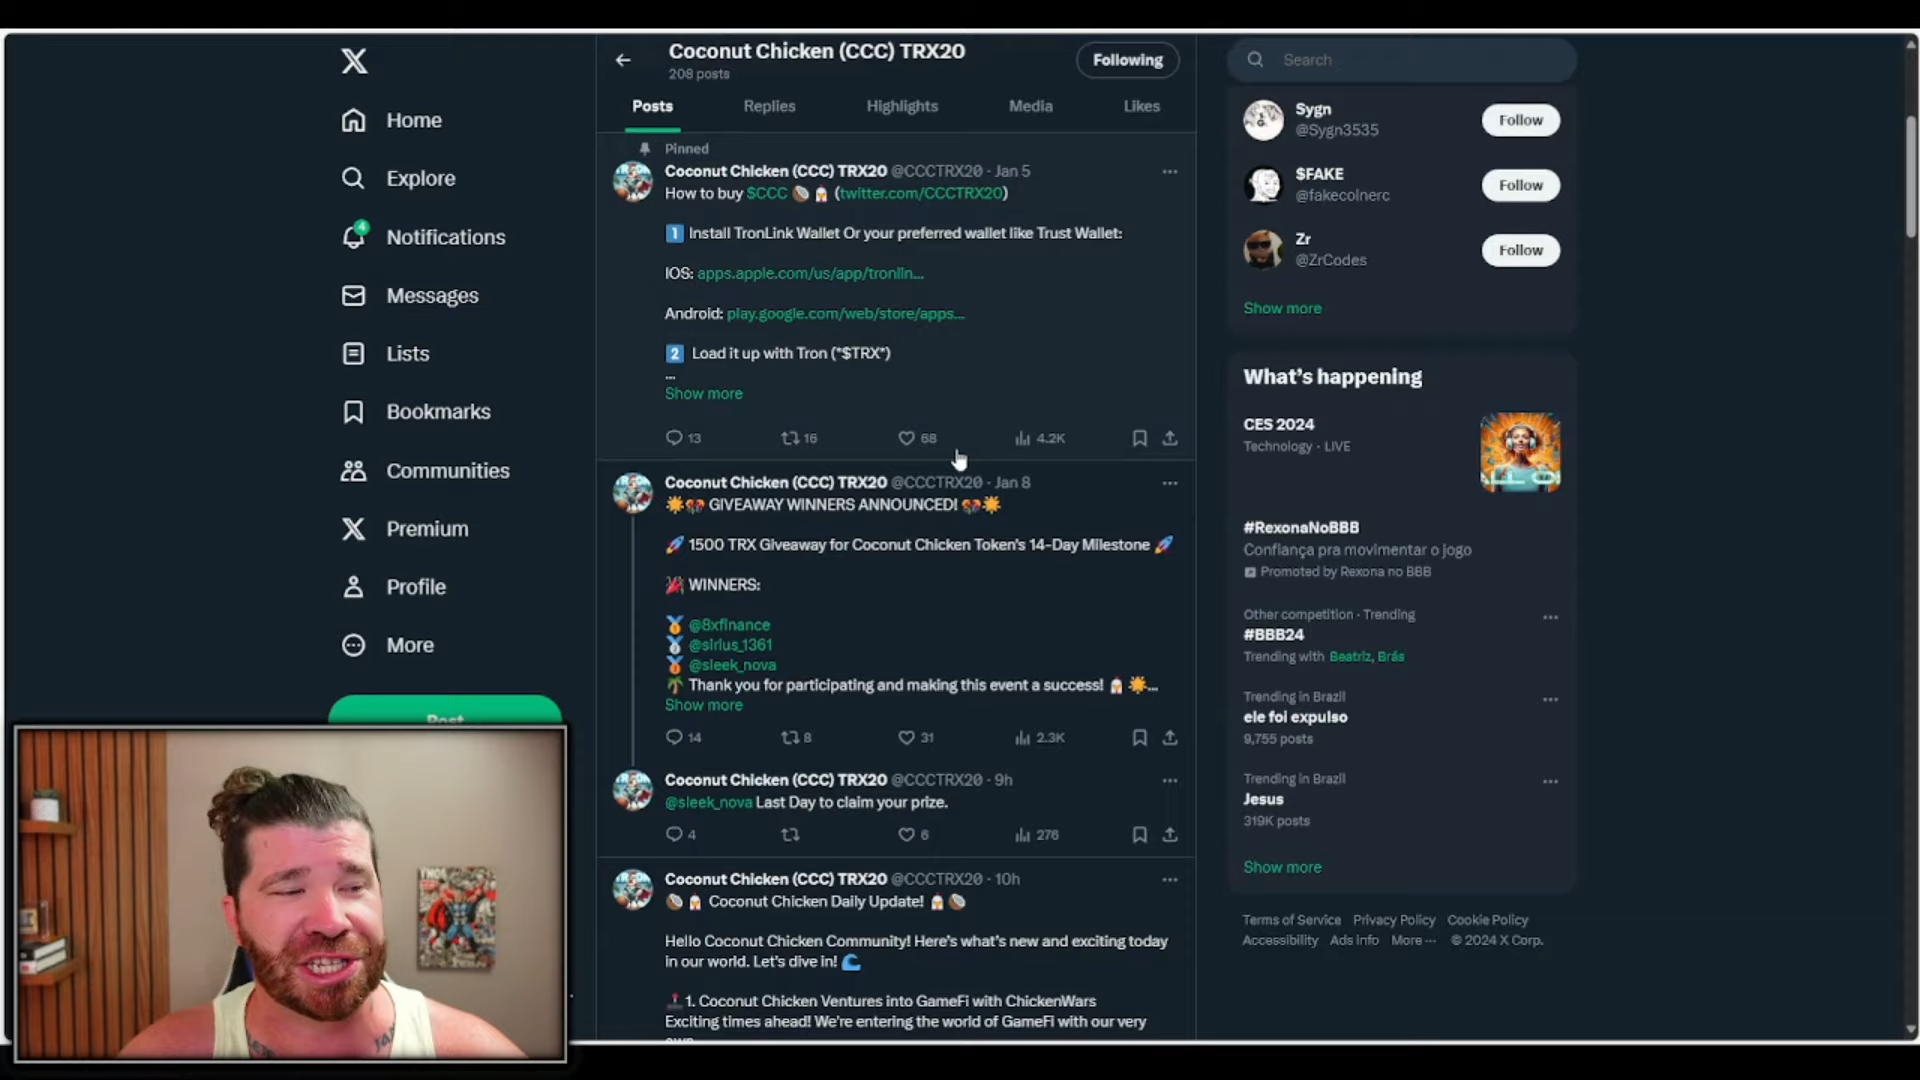 Home
Explore
4
Notifications
Messages
Lists
Bookmarks
Communities
Premium
Profile
More
Post
Coconut Chicken (CCC) TRX20
208 posts
Following
Posts Replies Highlights Media Likes
Pinned
Coconut Chicken (CCC) TRX20 @CCCTRX20 · Jan 5
How to buy $CCC (twitter.com/CCCTRX20)
1 Install TronLink Wallet Or your preferred wallet like Trust Wallet:
IOS: apps.apple.com/us/app/tronlin...
Android: play.google.com/web/store/apps...
2 Load it up with Tron (*$TRX*)
...
Show more
13 16 68 4.2K
Coconut Chicken (CCC) TRX20 @CCCTRX20 · Jan 8
GIVEAWAY WINNERS ANNOUNCED!
1500 TRX Giveaway for Coconut Chicken Token's 14-Day Milestone
WINNERS:
@8xfinance
@sirius_1361
@sleek_nova
Thank you for participating and making this event a success! ...
Show more
14 8 31 2.3K
Coconut Chicken (CCC) TRX20 @CCCTRX20 · 9h
@sleek_nova Last Day to claim your prize.
4 6 276
Coconut Chicken (CCC) TRX20 @CCCTRX20 · 10h
Coconut Chicken Daily Update!
Hello Coconut Chicken Community! Here's what's new and exciting today
in our world. Let's dive in!
1. Coconut Chicken Ventures into GameFi with ChickenWars
Exciting times ahead! We're entering the world of GameFi with our very
own
Search
Sygn
@Sygn3535
Follow
$FAKE
@fakecoinerc
Follow
Zr
@ZrCodes
Follow
Show more
What's happening
CES 2024
Technology · LIVE
#RexonaNoBBB
Confiança pra movimentar o jogo
Promoted by Rexona no BBB
Other competition · Trending
#BBB24
Trending with Beatriz, Brás
Trending in Brazil
ele foi expulso
9,755 posts
Trending in Brazil
Jesus
319K posts
Show more
Terms of Service Privacy Policy Cookie Policy
Accessibility Ads info More ··· © 2024 X Corp.